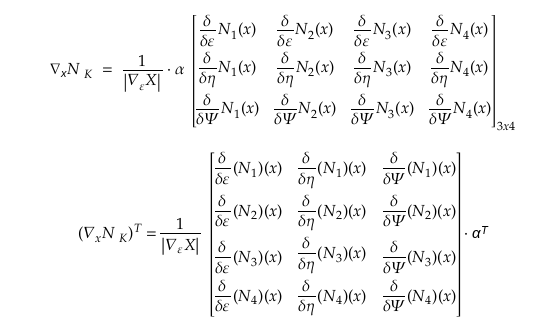 ∇ₓN_K = 1/|∇_εX| · α [δ/δε N₁(x) δ/δε N₂(x) δ/δε N₃(x) δ/δε N₄(x)
δ/δη N₁(x) δ/δη N₂(x) δ/δη N₃(x) δ/δη N₄(x)
δ/δΨ N₁(x) δ/δΨ N₂(x) δ/δΨ N₃(x) δ/δΨ N₄(x)]₃ₓ₄
(∇ₓN_K)ᵀ = 1/|∇_εX| [δ/δε (N₁)(x) δ/δη (N₁)(x) δ/δΨ (N₁)(x)
δ/δε (N₂)(x) δ/δη (N₂)(x) δ/δΨ (N₂)(x)
δ/δε (N₃)(x) δ/δη (N₃)(x) δ/δΨ (N₃)(x)
δ/δε (N₄)(x) δ/δη (N₄)(x) δ/δΨ (N₄)(x)] · αᵀ